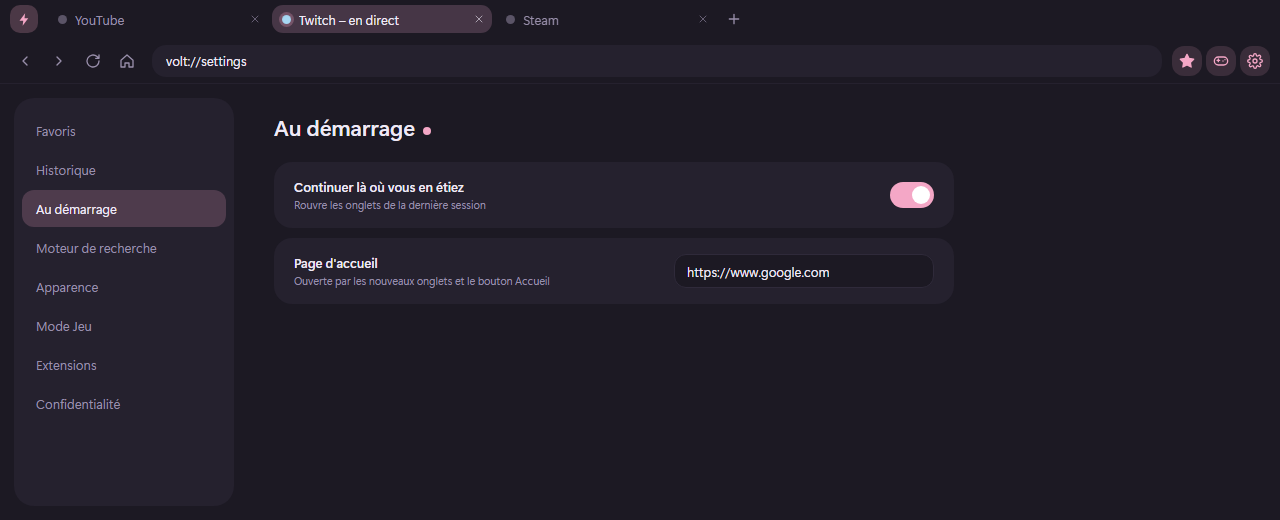 YouTube
Twitch – en direct
Steam
volt://settings
Favoris
Historique
Au démarrage
Moteur de recherche
Apparence
Mode Jeu
Extensions
Confidentialité
Au démarrage
Continuer là où vous en étiez
Rouvre les onglets de la dernière session
Page d'accueil
Ouverte par les nouveaux onglets et le bouton Accueil
https://www.google.com